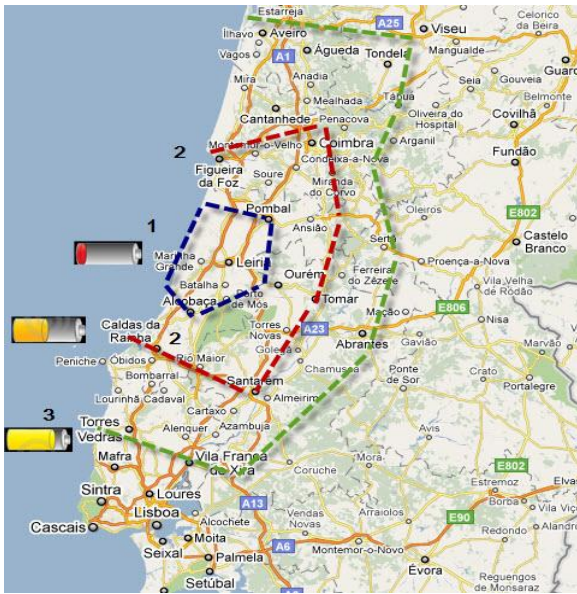 Estarreja
A25
Viseu
Celorico da
Beira
Ílhavo
Aveiro
Vagos
Águeda
Tondela
Mangualde
A1
Guar
Mira
Anadia
Seia
Gouveia
Mealhada
Tábua
Belmonte
Cantanhede
Penacova
Oliveira do
Hospital
Covilhã
2
Montemor-o-Velho
Coimbra
Arganil
Figueira
da Foz
Condeixa-a-Nova
Fundão
Soure
Miranda
do Corvo
1
Pombal
Ansião
Oleiros
E802
Castelo
Branco
Marinha
Grande
Leiria
Sertã
Proença-a-Nova
Batalha
Ourém
Ferreira
do Zêzere
Vila Velha
de Ródão
Alcobaça
Porto
de Mós
Tomar
E806
Mação
Nisa
Caldas da
Rainha
2
Torres
Novas
A23
Peniche
Óbidos
Rio Maior
Golegã
Abrantes
Gavião
Marvão
Bombarral
Chamusca
Crato
Ponte
de Sor
Portalegre
Lourinhã
Cadaval
Santarém
Almeirim
3
Cartaxo
Torres
Vedras
Alenquer
Azambuja
Avis
Mafra
Vila Franca
de Xira
Coruche
Mora
E802
Estremoz
Sintra
Loures
A13
Borba
Vila Viç
Lisboa
Arraiolos
Cascais
Alcochete
Vendas
Novas
E90
Redondo
Alandro
Seixal
Moita
A6
Montemor-o-Novo
Palmela
Évora
Setúbal
Reguengos
de Monsaraz